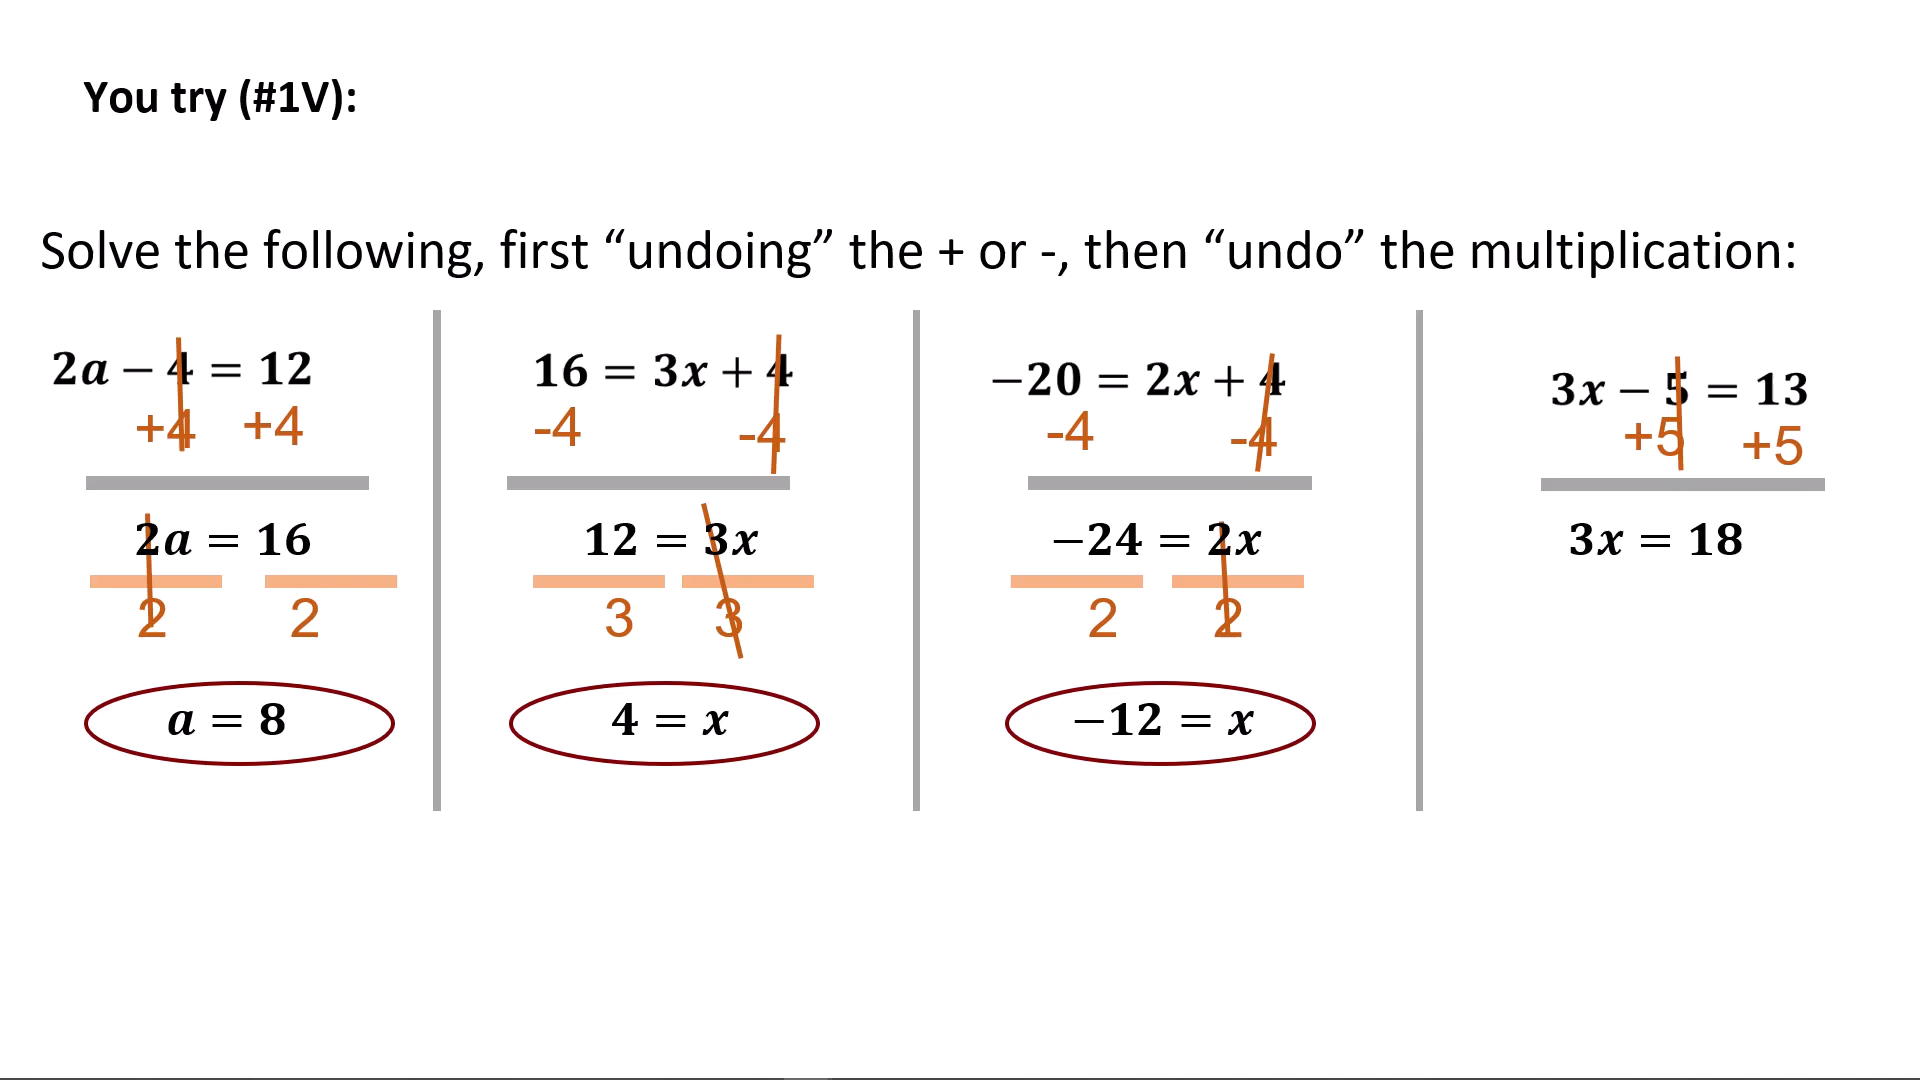 You try (#1V):
Solve the following, first “undoing” the + or -, then “undo” the multiplication:
2a − 4 = 12
+4 +4
2a = 16
2 2
a = 8
16 = 3x + 4
-4 -4
12 = 3x
3 3
4 = x
−20 = 2x + 4
-4 -4
−24 = 2x
2 2
−12 = x
3x − 5 = 13
+5 +5
3x = 18